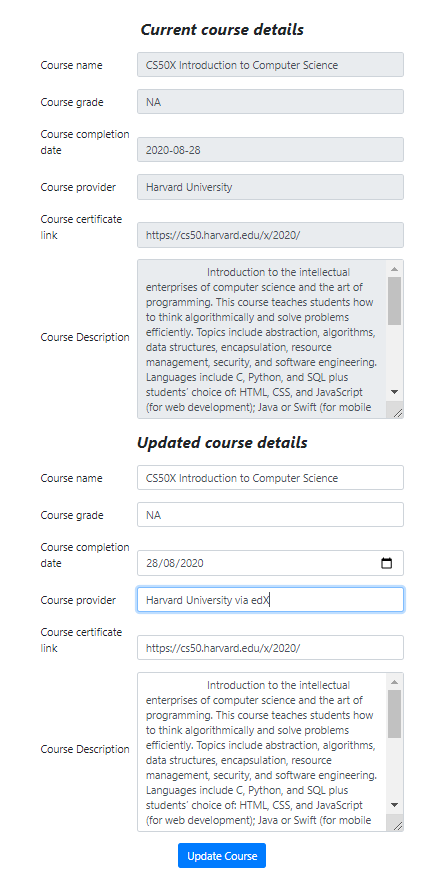 Current course details
Course name CS50X Introduction to Computer Science
Course grade NA
Course completion
date 2020-08-28
Course provider Harvard University
Course certificate
link https://cs50.harvard.edu/x/2020/
Course Description
Introduction to the intellectual
enterprises of computer science and the art of
programming. This course teaches students how
to think algorithmically and solve problems
efficiently. Topics include abstraction, algorithms,
data structures, encapsulation, resource
management, security, and software engineering.
Languages include C, Python, and SQL plus
students’ choice of: HTML, CSS, and JavaScript
(for web development); Java or Swift (for mobile
Updated course details
Course name CS50X Introduction to Computer Science
Course grade NA
Course completion
date 28/08/2020
Course provider Harvard University via edX
Course certificate
link https://cs50.harvard.edu/x/2020/
Course Description
Introduction to the intellectual
enterprises of computer science and the art of
programming. This course teaches students how
to think algorithmically and solve problems
efficiently. Topics include abstraction, algorithms,
data structures, encapsulation, resource
management, security, and software engineering.
Languages include C, Python, and SQL plus
students’ choice of: HTML, CSS, and JavaScript
(for web development); Java or Swift (for mobile
Update Course